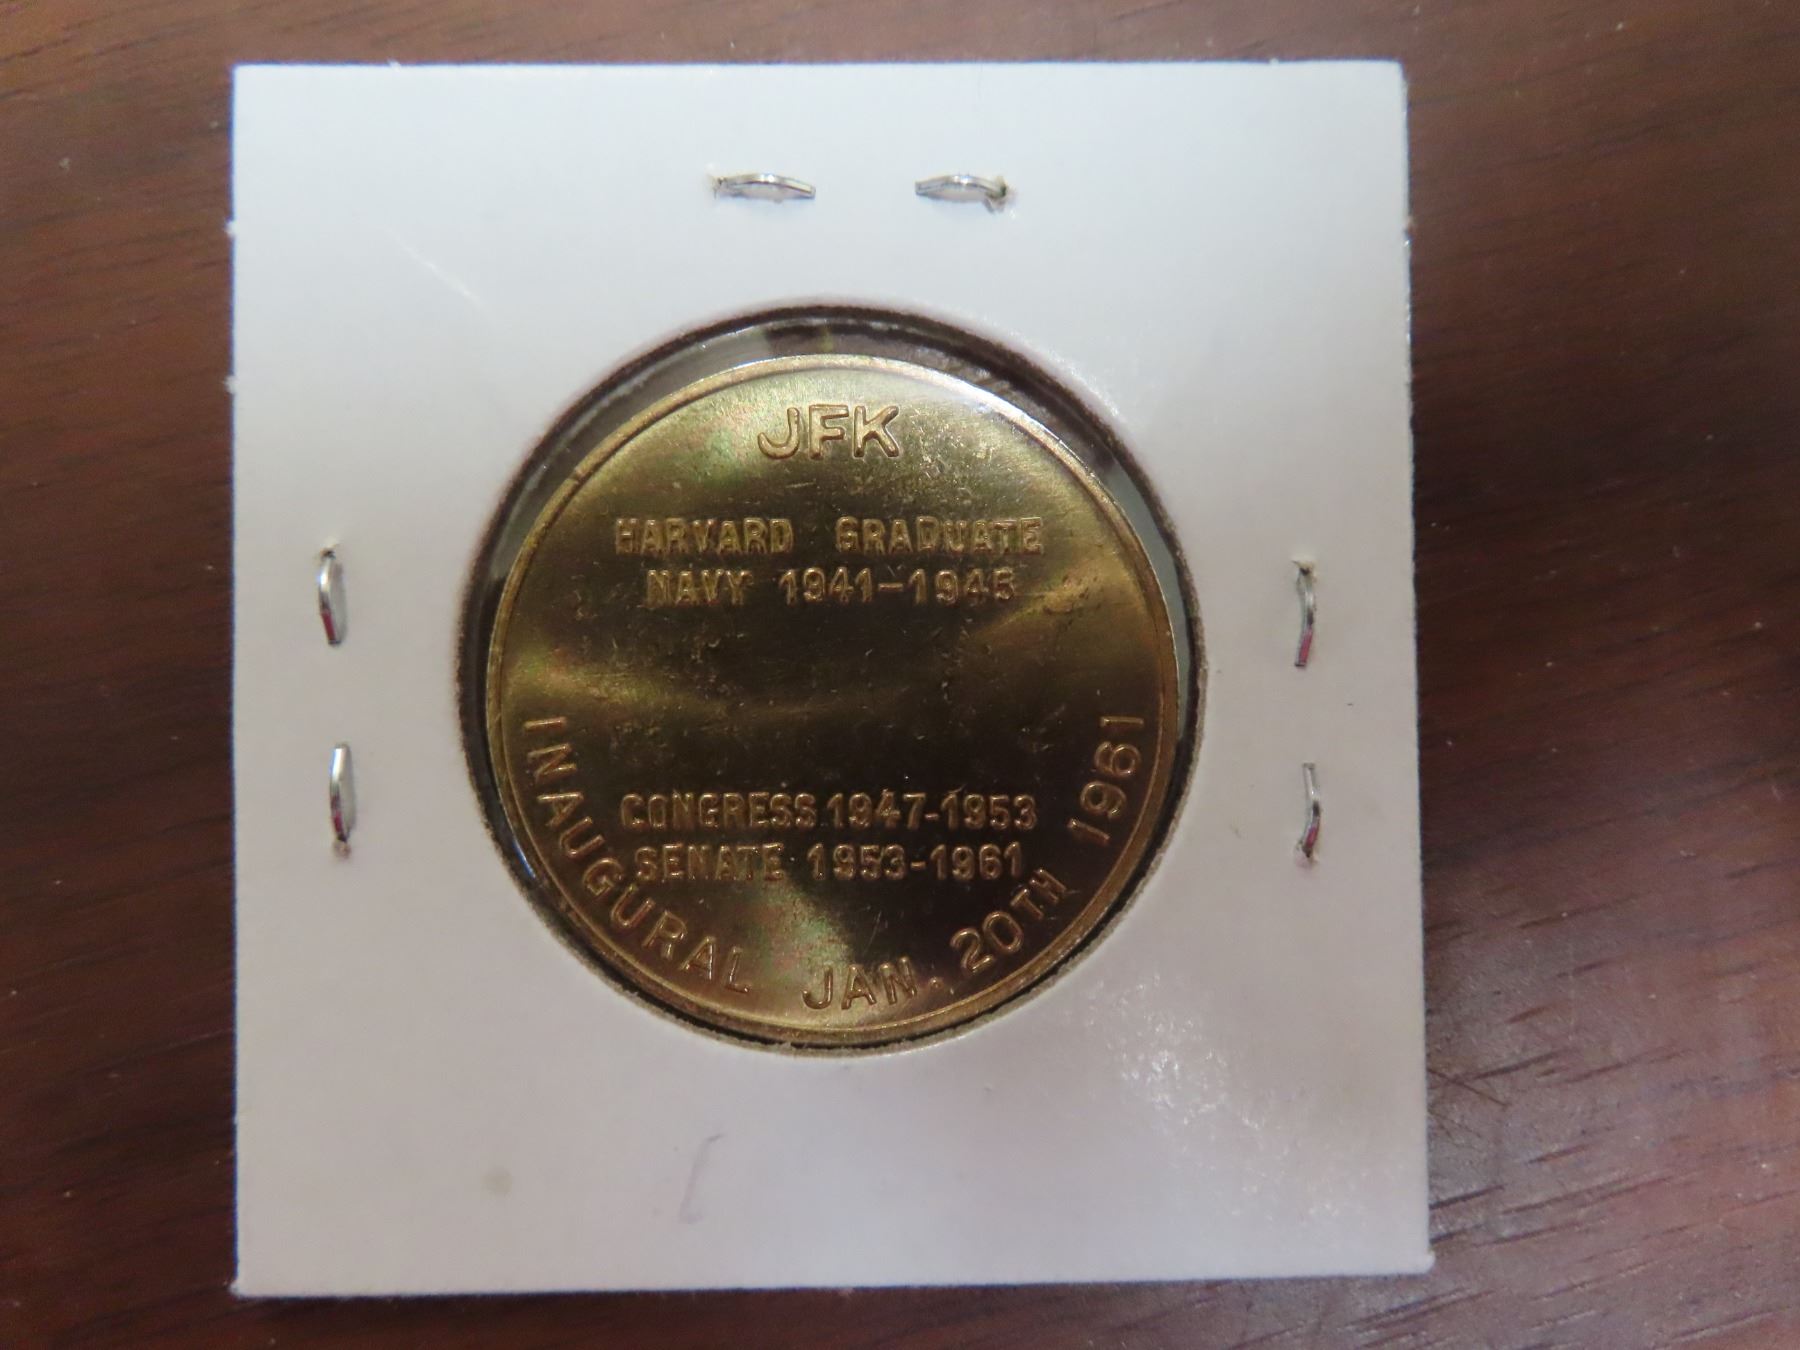 JFK
HARVARD GRADUATE
NAVY 1941-1945
CONGRESS 1947-1953
SENATE 1953-1961
INAUGURAL JAN. 20TH 1961